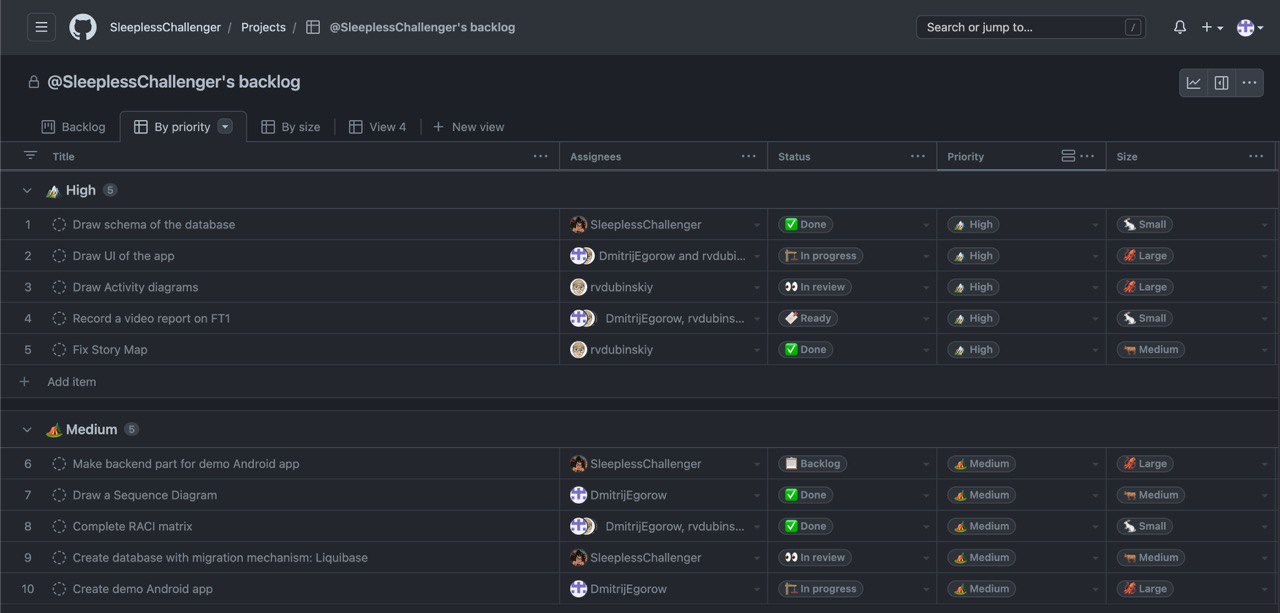 SleeplessChallenger / Projects / @SleeplessChallenger's backlog Search or jump to... /
@SleeplessChallenger's backlog
Backlog By priority By size View 4 + New view
Title Assignees Status Priority Size
High 5
1 Draw schema of the database SleeplessChallenger Done High Small
2 Draw UI of the app DmitrijEgorow and rvdubi... In progress High Large
3 Draw Activity diagrams rvdubinskiy In review High Large
4 Record a video report on FT1 DmitrijEgorow, rvdubins... Ready High Small
5 Fix Story Map rvdubinskiy Done High Medium
+ Add item
Medium 5
6 Make backend part for demo Android app SleeplessChallenger Backlog Medium Large
7 Draw a Sequence Diagram DmitrijEgorow Done Medium Medium
8 Complete RACI matrix DmitrijEgorow, rvdubins... Done Medium Small
9 Create database with migration mechanism: Liquibase SleeplessChallenger In review Medium Medium
10 Create demo Android app DmitrijEgorow In progress Medium Large